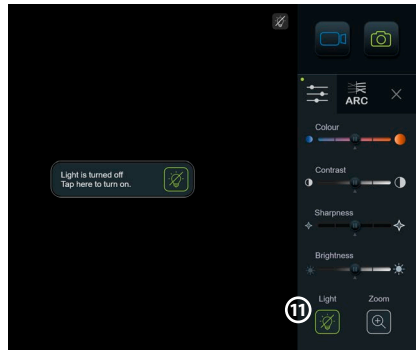 ARC
Colour
Light is turned off
Tap here to turn on.
Contrast
Sharpness
Brightness
11
Light
Zoom